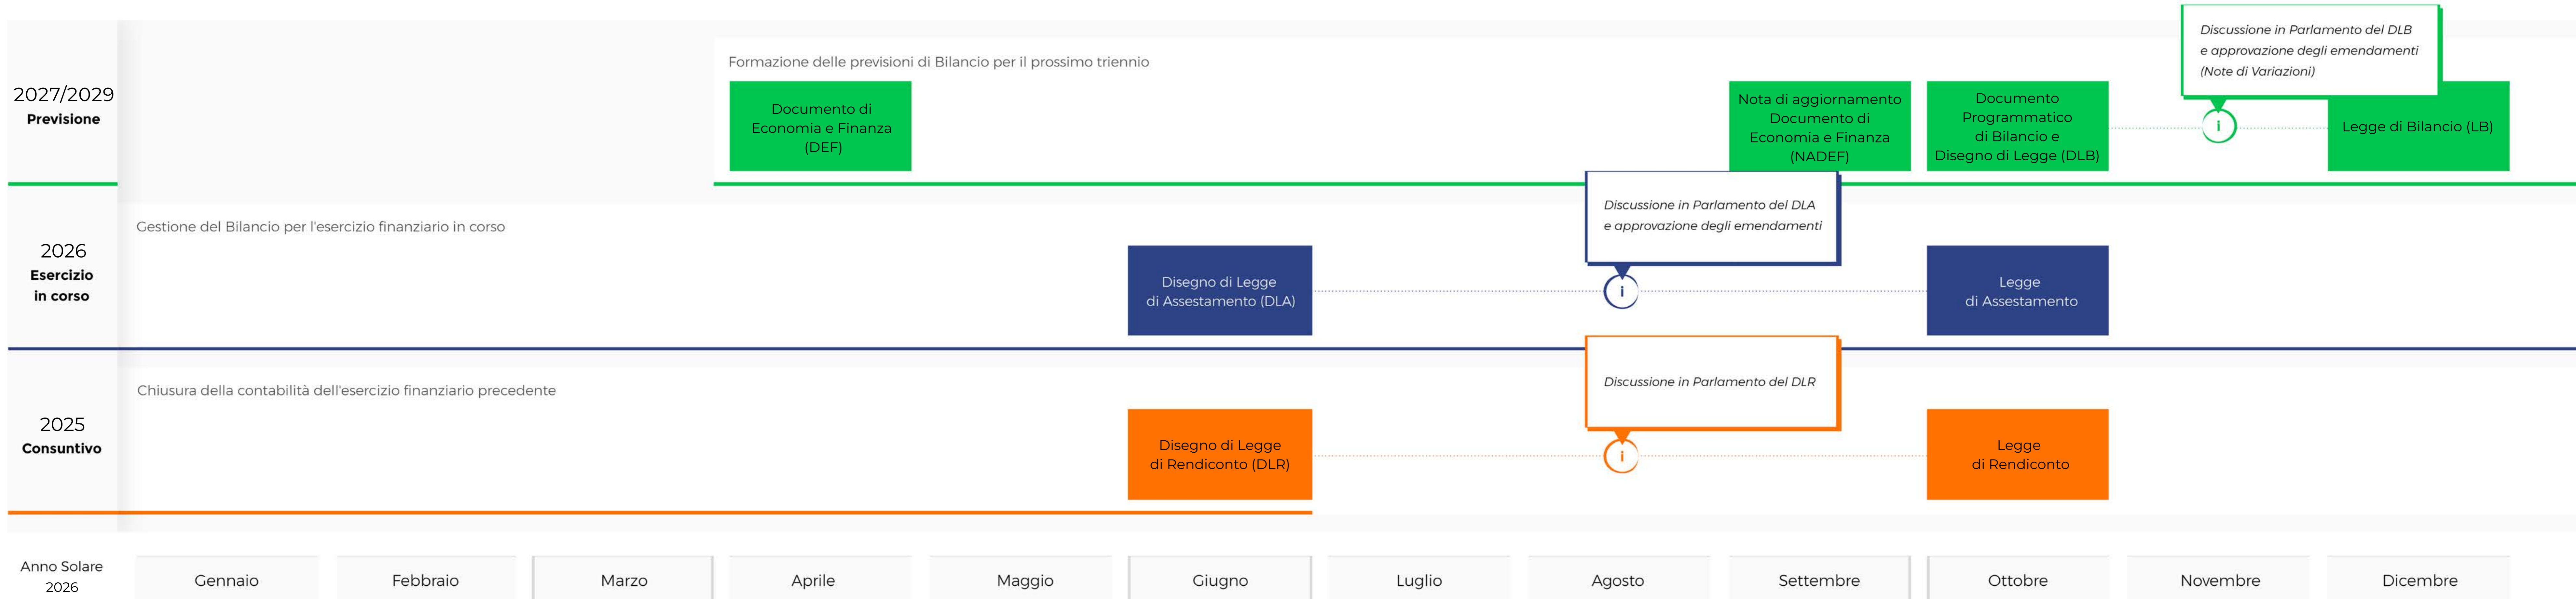 2027/2029
Previsione
Formazione delle previsioni di Bilancio per il prossimo triennio
Documento di
Economia e Finanza
(DEF)
Nota di aggiornamento
Documento di
Economia e Finanza
(NADEF)
Documento
Programmatico
di Bilancio e
Disegno di Legge (DLB)
Discussione in Parlamento del DLB
e approvazione degli emendamenti
(Note di Variazioni)
i
Legge di Bilancio (LB)
2026
Esercizio
in corso
Gestione del Bilancio per l'esercizio finanziario in corso
Disegno di Legge
di Assestamento (DLA)
Discussione in Parlamento del DLA
e approvazione degli emendamenti
i
Legge
di Assestamento
2025
Consuntivo
Chiusura della contabilità dell'esercizio finanziario precedente
Disegno di Legge
di Rendiconto (DLR)
Discussione in Parlamento del DLR
i
Legge
di Rendiconto
Anno Solare
2026
Gennaio
Febbraio
Marzo
Aprile
Maggio
Giugno
Luglio
Agosto
Settembre
Ottobre
Novembre
Dicembre